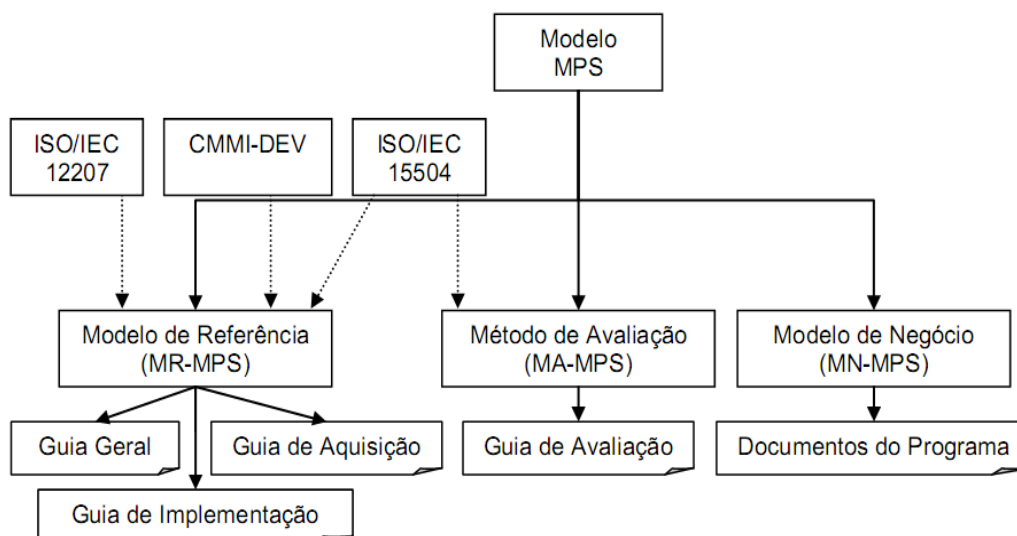 Modelo
MPS
ISO/IEC
12207
CMMI-DEV
ISO/IEC
15504
Modelo de Referência
(MR-MPS)
Método de Avaliação
(MA-MPS)
Modelo de Negócio
(MN-MPS)
Guia Geral
Guia de Aquisição
Guia de Avaliação
Documentos do Programa
Guia de Implementação